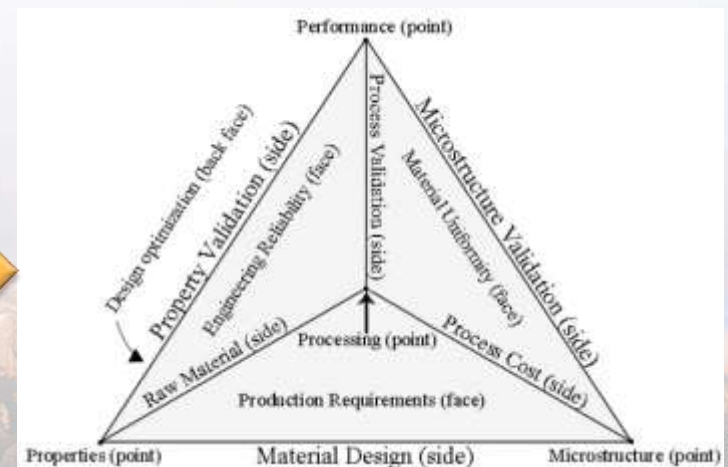 Performance (point)
Design optimization (back face)
Property Validation (side)
Engineering Reliability (face)
Process Validation (side)
Material Uniformity (face)
Microstructure Validation (side)
Raw Material (side)
Processing (point)
Process Cost (side)
Production Requirements (face)
Properties (point)
Material Design (side)
Microstructure (point)